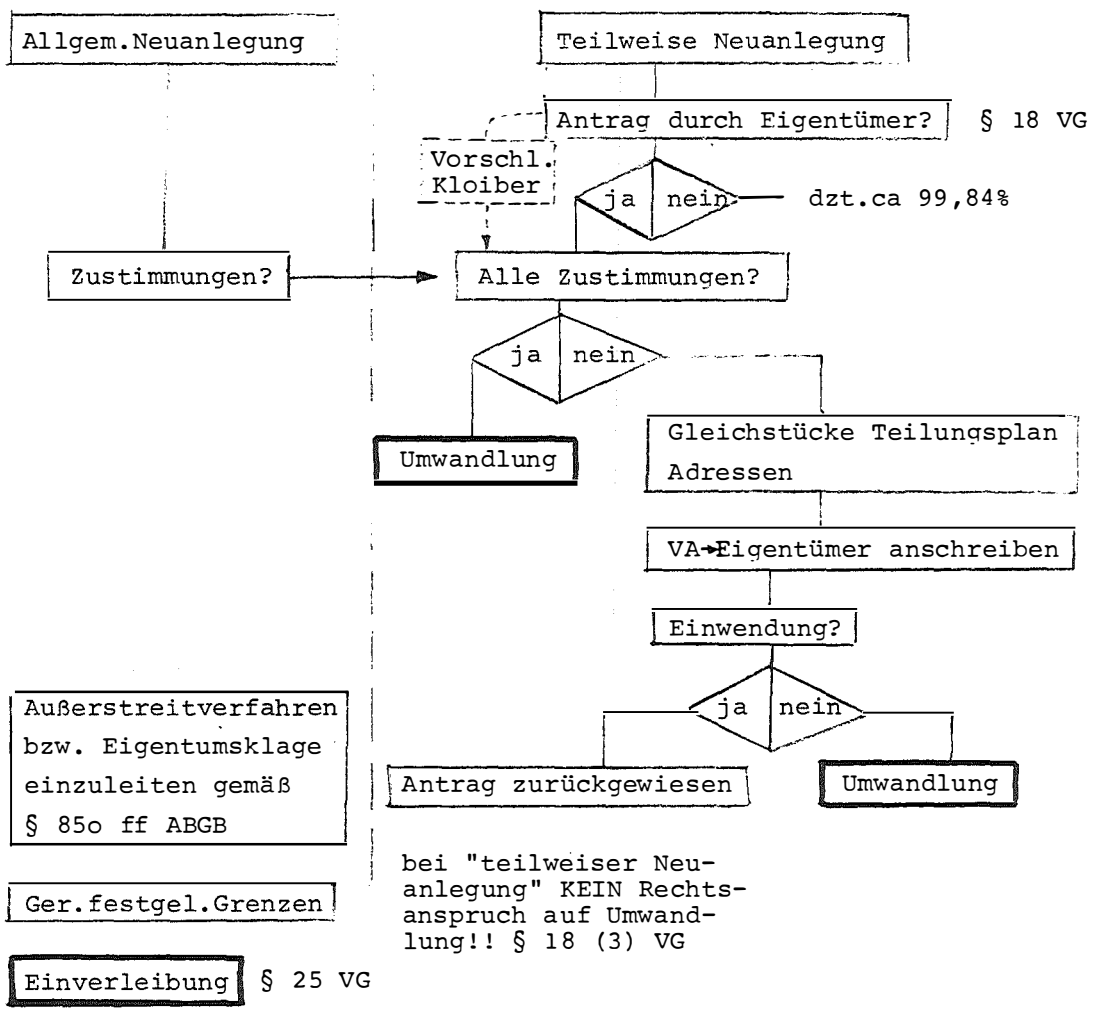 Allgem.Neuanlegung
Teilweise Neuanlegung
Antrag durch Eigentümer?
§ 18 VG
Vorschl.
Kloiber
ja
nein
dzt.ca 99,84%
Zustimmungen?
Alle Zustimmungen?
ja
nein
Umwandlung
Gleichstücke Teilungsplan
Adressen
VA→Eigentümer anschreiben
Einwendung?
ja
nein
Antrag zurückgewiesen
Umwandlung
Außerstreitverfahren
bzw. Eigentumsklage
einzuleiten gemäß
§ 85o ff ABGB
Ger.festgel.Grenzen
Einverleibung
§ 25 VG
bei "teilweiser Neu-
anlegung" KEIN Rechts-
anspruch auf Umwand-
lung!! § 18 (3) VG